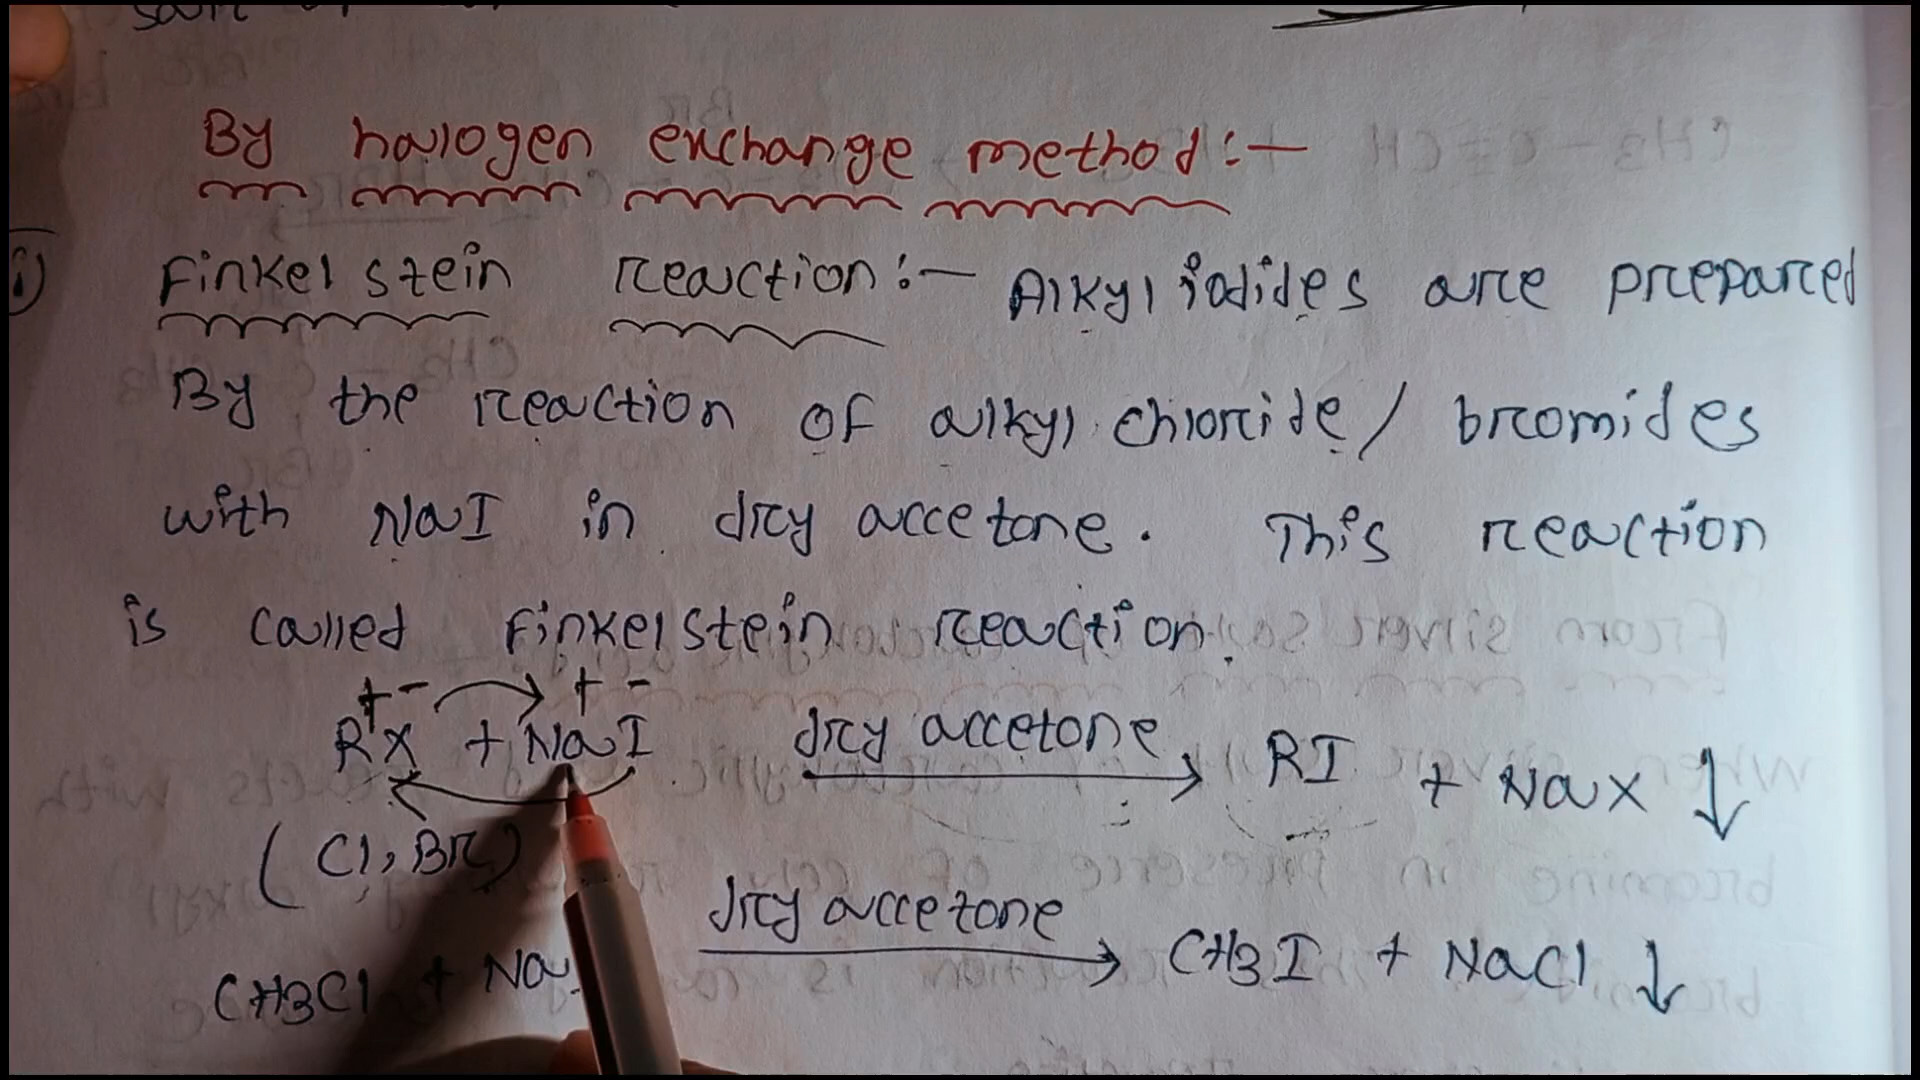 By halogen exchange method:-
i) Finkelstein reaction:- Alkyl iodides are prepared
By the reaction of alkyl chloride/ bromides
with NaI in dry accetone. This reaction
is called Finkelstein reaction.
+ - + -
RX + NaI dry accetone RI + NaX ↓
(Cl, Br)
CH3Cl + Na dry accetone CH3I + NaCl ↓